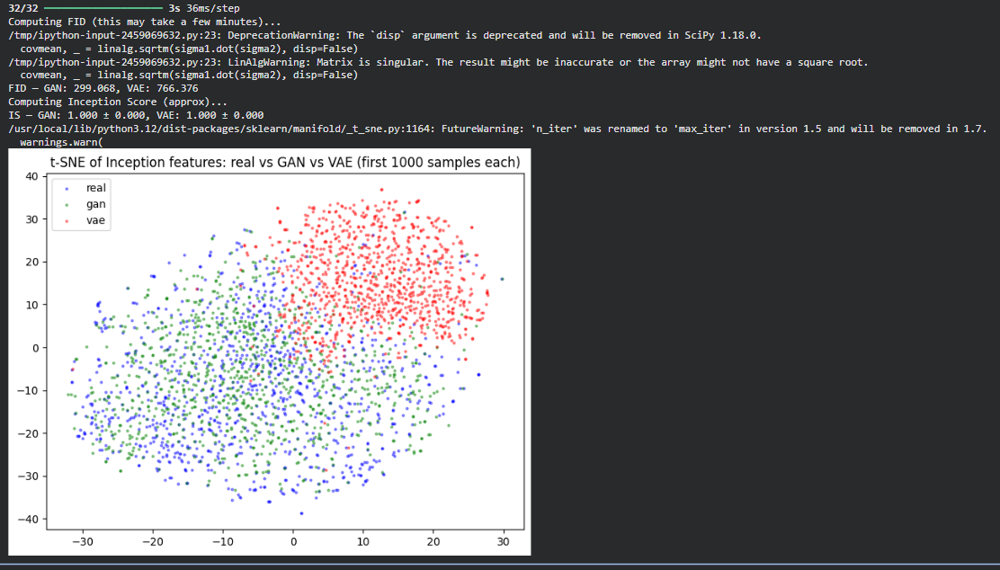 32/32 ━━━━━━━━━━━━━━━━━━━━ 3s 36ms/step
Computing FID (this may take a few minutes)...
/tmp/ipython-input-2459069632.py:23: DeprecationWarning: The `disp` argument is deprecated and will be removed in SciPy 1.18.0.
  covmean, _ = linalg.sqrtm(sigma1.dot(sigma2), disp=False)
/tmp/ipython-input-2459069632.py:23: LinAlgWarning: Matrix is singular. The result might be inaccurate or the array might not have a square root.
  covmean, _ = linalg.sqrtm(sigma1.dot(sigma2), disp=False)
FID — GAN: 299.068, VAE: 766.376
Computing Inception Score (approx)...
IS — GAN: 1.000 ± 0.000, VAE: 1.000 ± 0.000
/usr/local/lib/python3.12/dist-packages/sklearn/manifold/_t_sne.py:1164: FutureWarning: 'n_iter' was renamed to 'max_iter' in version 1.5 and will be removed in 1.7.
  warnings.warn(
t-SNE of Inception features: real vs GAN vs VAE (first 1000 samples each)
real
gan
vae
40
30
20
10
0
−10
−20
−30
−40
−30 −20 −10 0 10 20 30